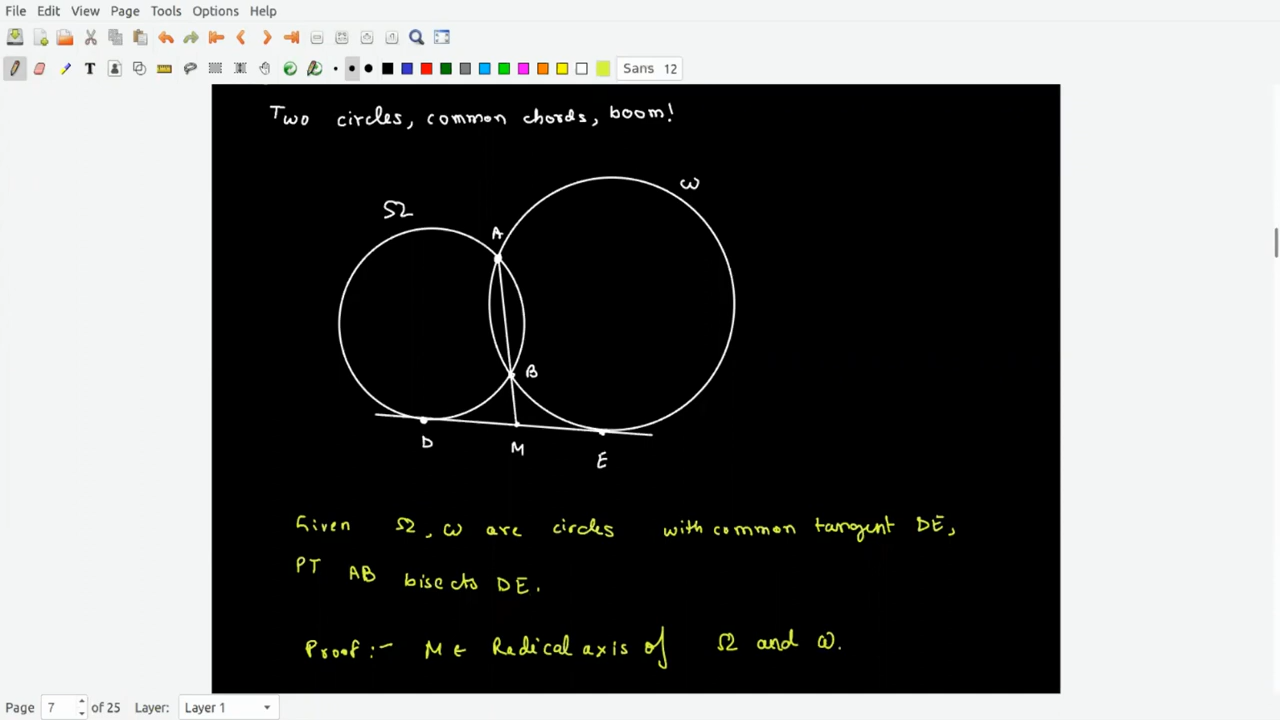 File Edit View Page Tools Options Help
T Sans 12
Two circles, common chords, boom!
ω
Ω
A
B
D M E
Given Ω, ω are circles with common tangent DE,
PT AB bisects DE.
Proof :- M ∈ Radical axis of Ω and ω.
Page 7 of 25 Layer: Layer 1